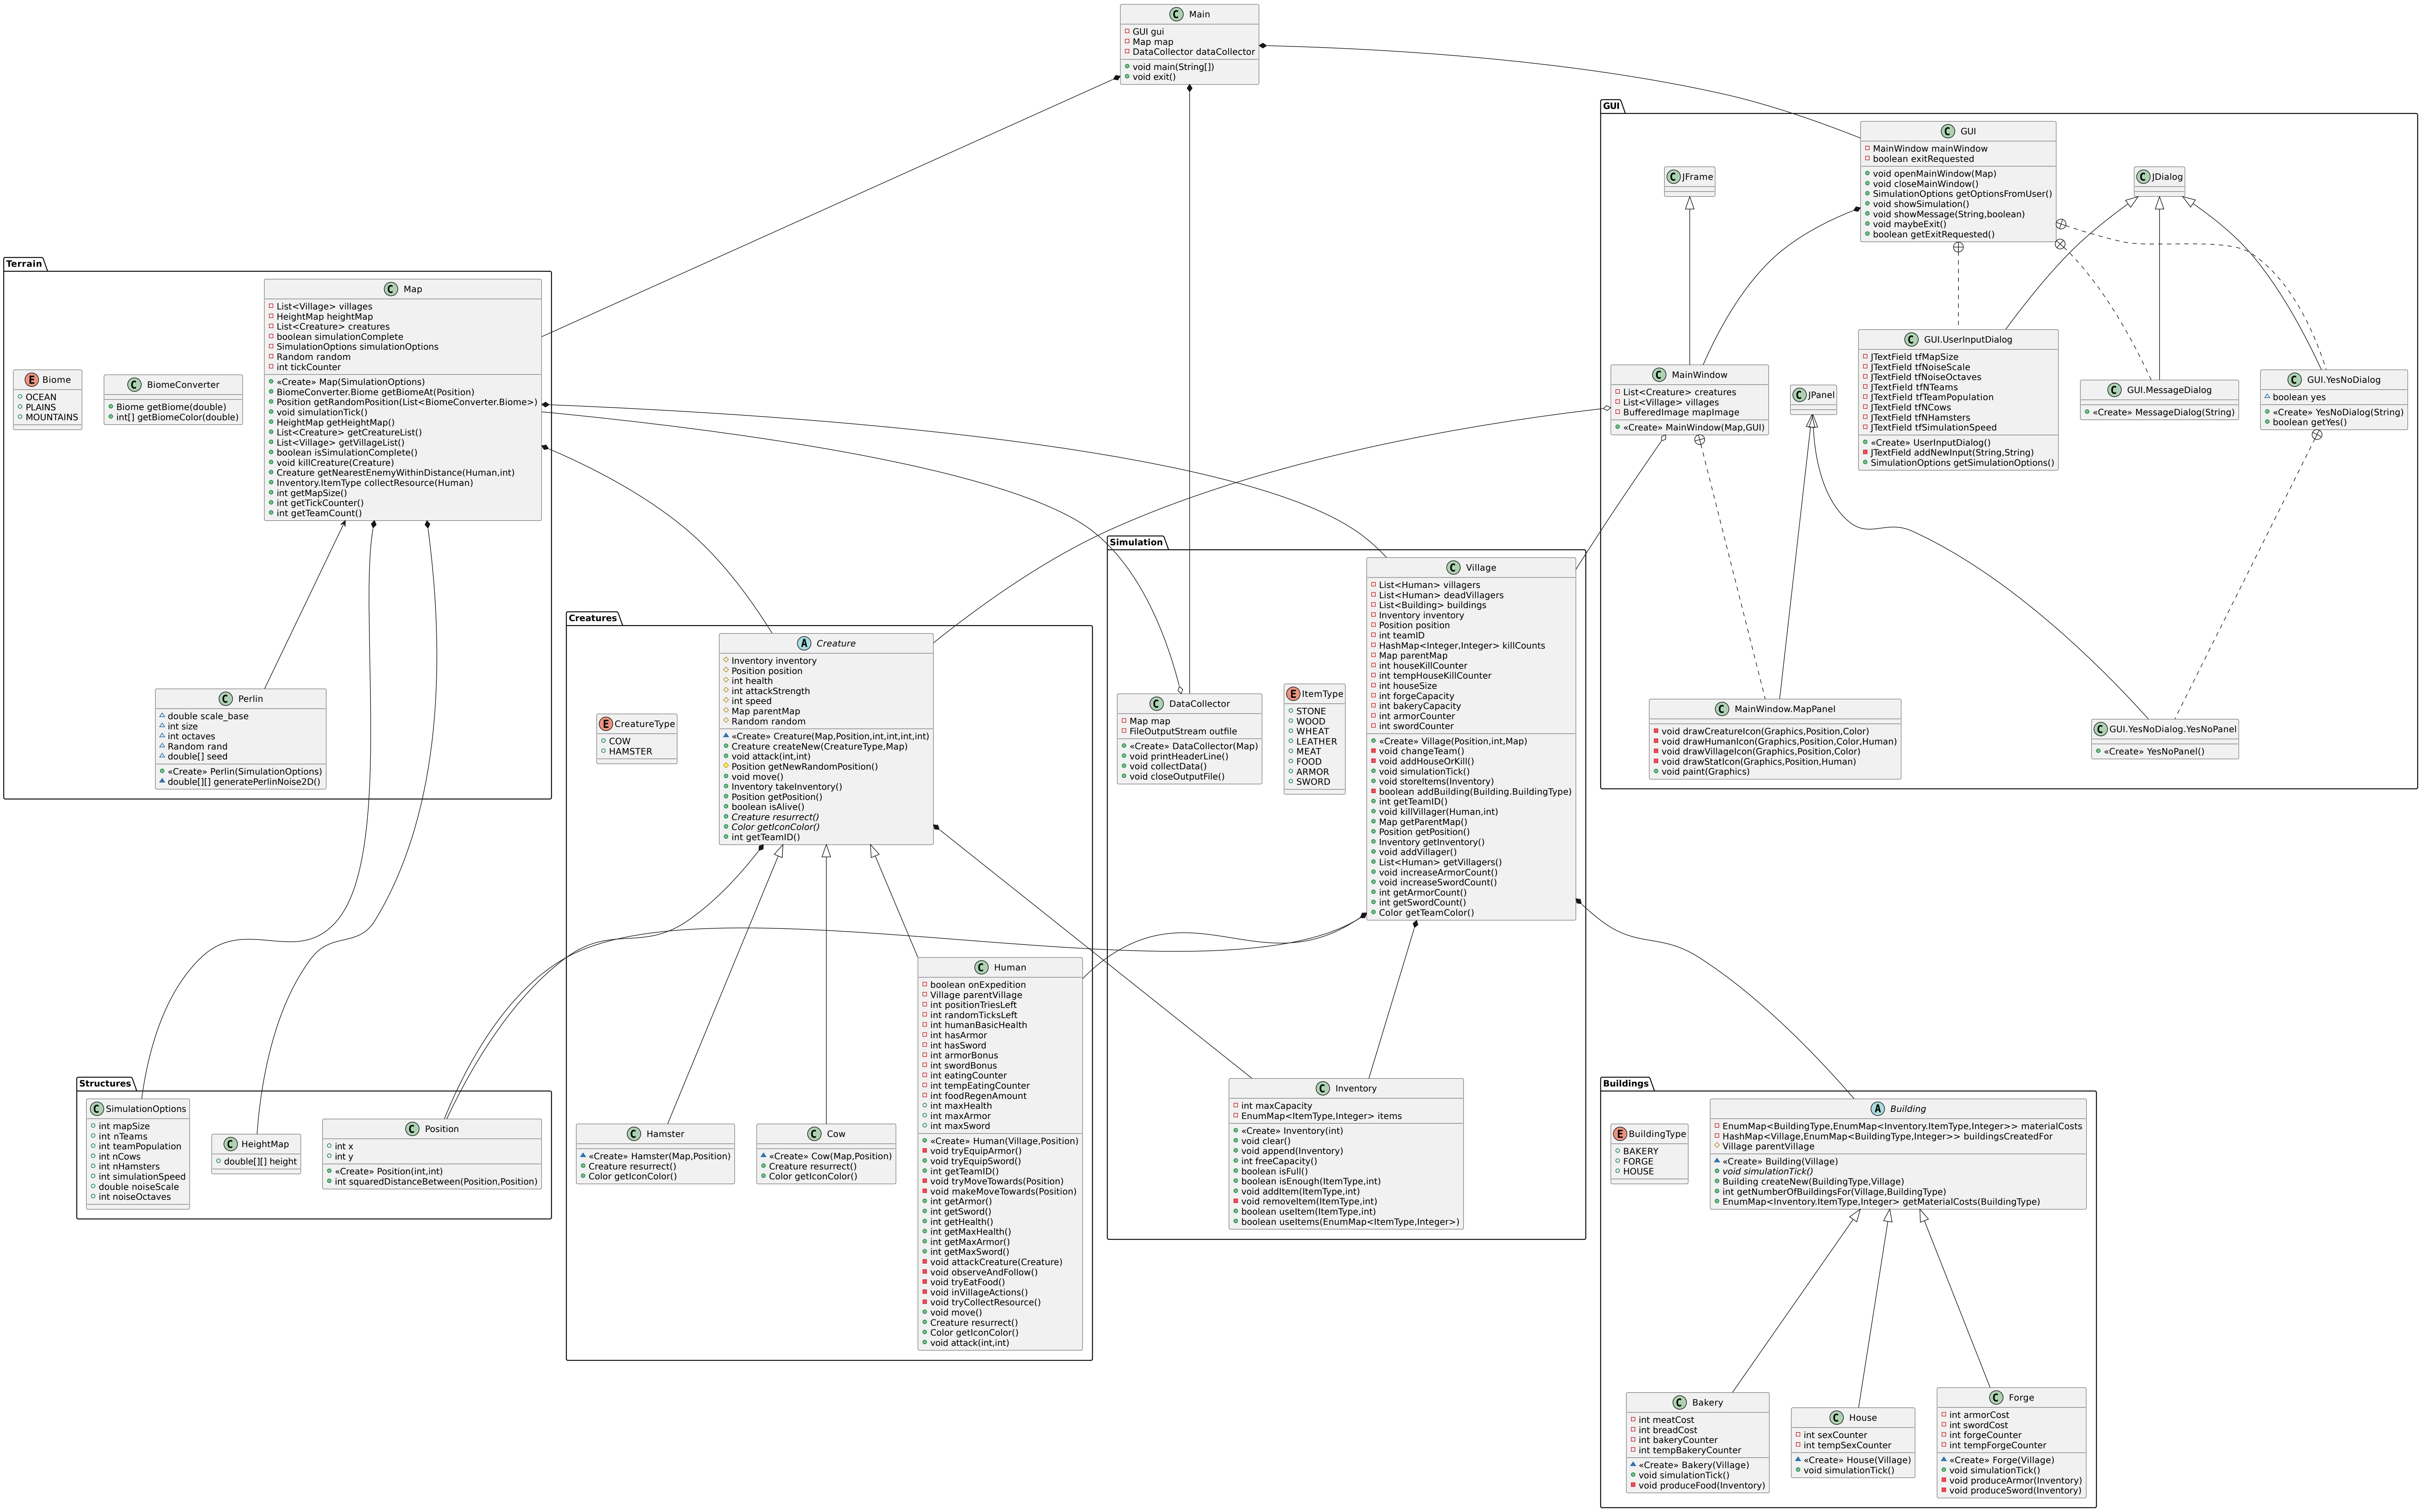 Main
GUI gui
Map map
DataCollector dataCollector
void main(String[])
void exit()
GUI
GUI
MainWindow mainWindow
boolean exitRequested
void openMainWindow(Map)
void closeMainWindow()
SimulationOptions getOptionsFromUser()
void showSimulation()
void showMessage(String,boolean)
void maybeExit()
boolean getExitRequested()
JFrame
JDialog
GUI.UserInputDialog
JTextField tfMapSize
JTextField tfNoiseScale
JTextField tfNoiseOctaves
JTextField tfNTeams
JTextField tfTeamPopulation
JTextField tfNCows
JTextField tfNHamsters
JTextField tfSimulationSpeed
«Create» UserInputDialog()
JTextField addNewInput(String,String)
SimulationOptions getSimulationOptions()
MainWindow
List<Creature> creatures
List<Village> villages
BufferedImage mapImage
«Create» MainWindow(Map,GUI)
JPanel
GUI.MessageDialog
«Create» MessageDialog(String)
GUI.YesNoDialog
boolean yes
«Create» YesNoDialog(String)
boolean getYes()
MainWindow.MapPanel
void drawCreatureIcon(Graphics,Position,Color)
void drawHumanIcon(Graphics,Position,Color,Human)
void drawVillageIcon(Graphics,Position,Color)
void drawStatIcon(Graphics,Position,Human)
void paint(Graphics)
GUI.YesNoDialog.YesNoPanel
«Create» YesNoPanel()
Terrain
Map
List<Village> villages
HeightMap heightMap
List<Creature> creatures
boolean simulationComplete
SimulationOptions simulationOptions
Random random
int tickCounter
«Create» Map(SimulationOptions)
BiomeConverter.Biome getBiomeAt(Position)
Position getRandomPosition(List<BiomeConverter.Biome>)
void simulationTick()
HeightMap getHeightMap()
List<Creature> getCreatureList()
List<Village> getVillageList()
boolean isSimulationComplete()
void killCreature(Creature)
Creature getNearestEnemyWithinDistance(Human,int)
Inventory.ItemType collectResource(Human)
int getMapSize()
int getTickCounter()
int getTeamCount()
Biome
OCEAN
PLAINS
MOUNTAINS
BiomeConverter
Biome getBiome(double)
int[] getBiomeColor(double)
Perlin
double scale_base
int size
int octaves
Random rand
double[] seed
«Create» Perlin(SimulationOptions)
double[][] generatePerlinNoise2D()
Simulation
Village
List<Human> villagers
List<Human> deadVillagers
List<Building> buildings
Inventory inventory
Position position
int teamID
HashMap<Integer,Integer> killCounts
Map parentMap
int houseKillCounter
int tempHouseKillCounter
int houseSize
int forgeCapacity
int bakeryCapacity
int armorCounter
int swordCounter
«Create» Village(Position,int,Map)
void changeTeam()
void addHouseOrKill()
void simulationTick()
void storeItems(Inventory)
boolean addBuilding(Building.BuildingType)
int getTeamID()
void killVillager(Human,int)
Map getParentMap()
Position getPosition()
Inventory getInventory()
void addVillager()
List<Human> getVillagers()
void increaseArmorCount()
void increaseSwordCount()
int getArmorCount()
int getSwordCount()
Color getTeamColor()
DataCollector
Map map
FileOutputStream outfile
«Create» DataCollector(Map)
void printHeaderLine()
void collectData()
void closeOutputFile()
ItemType
STONE
WOOD
WHEAT
LEATHER
MEAT
FOOD
ARMOR
SWORD
Inventory
int maxCapacity
EnumMap<ItemType,Integer> items
«Create» Inventory(int)
void clear()
void append(Inventory)
int freeCapacity()
boolean isFull()
boolean isEnough(ItemType,int)
void addItem(ItemType,int)
void removeItem(ItemType,int)
boolean useItem(ItemType,int)
boolean useItems(EnumMap<ItemType,Integer>)
Creatures
Creature
Inventory inventory
Position position
int health
int attackStrength
int speed
Map parentMap
Random random
«Create» Creature(Map,Position,int,int,int,int)
Creature createNew(CreatureType,Map)
void attack(int,int)
Position getNewRandomPosition()
void move()
Inventory takeInventory()
Position getPosition()
boolean isAlive()
Creature resurrect()
Color getIconColor()
int getTeamID()
CreatureType
COW
HAMSTER
Human
boolean onExpedition
Village parentVillage
int positionTriesLeft
int randomTicksLeft
int humanBasicHealth
int hasArmor
int hasSword
int armorBonus
int swordBonus
int eatingCounter
int tempEatingCounter
int foodRegenAmount
int maxHealth
int maxArmor
int maxSword
«Create» Human(Village,Position)
void tryEquipArmor()
void tryEquipSword()
int getTeamID()
void tryMoveTowards(Position)
void makeMoveTowards(Position)
int getArmor()
int getSword()
int getHealth()
int getMaxHealth()
int getMaxArmor()
int getMaxSword()
void attackCreature(Creature)
void observeAndFollow()
void tryEatFood()
void inVillageActions()
void tryCollectResource()
void move()
Creature resurrect()
Color getIconColor()
void attack(int,int)
Hamster
«Create» Hamster(Map,Position)
Creature resurrect()
Color getIconColor()
Cow
«Create» Cow(Map,Position)
Creature resurrect()
Color getIconColor()
Structures
SimulationOptions
int mapSize
int nTeams
int teamPopulation
int nCows
int nHamsters
int simulationSpeed
double noiseScale
int noiseOctaves
HeightMap
double[][] height
Position
int x
int y
«Create» Position(int,int)
int squaredDistanceBetween(Position,Position)
Buildings
BuildingType
BAKERY
FORGE
HOUSE
Building
EnumMap<BuildingType,EnumMap<Inventory.ItemType,Integer>> materialCosts
HashMap<Village,EnumMap<BuildingType,Integer>> buildingsCreatedFor
Village parentVillage
«Create» Building(Village)
void simulationTick()
Building createNew(BuildingType,Village)
int getNumberOfBuildingsFor(Village,BuildingType)
EnumMap<Inventory.ItemType,Integer> getMaterialCosts(BuildingType)
Bakery
int meatCost
int breadCost
int bakeryCounter
int tempBakeryCounter
«Create» Bakery(Village)
void simulationTick()
void produceFood(Inventory)
House
int sexCounter
int tempSexCounter
«Create» House(Village)
void simulationTick()
Forge
int armorCost
int swordCost
int forgeCounter
int tempForgeCounter
«Create» Forge(Village)
void simulationTick()
void produceArmor(Inventory)
void produceSword(Inventory)